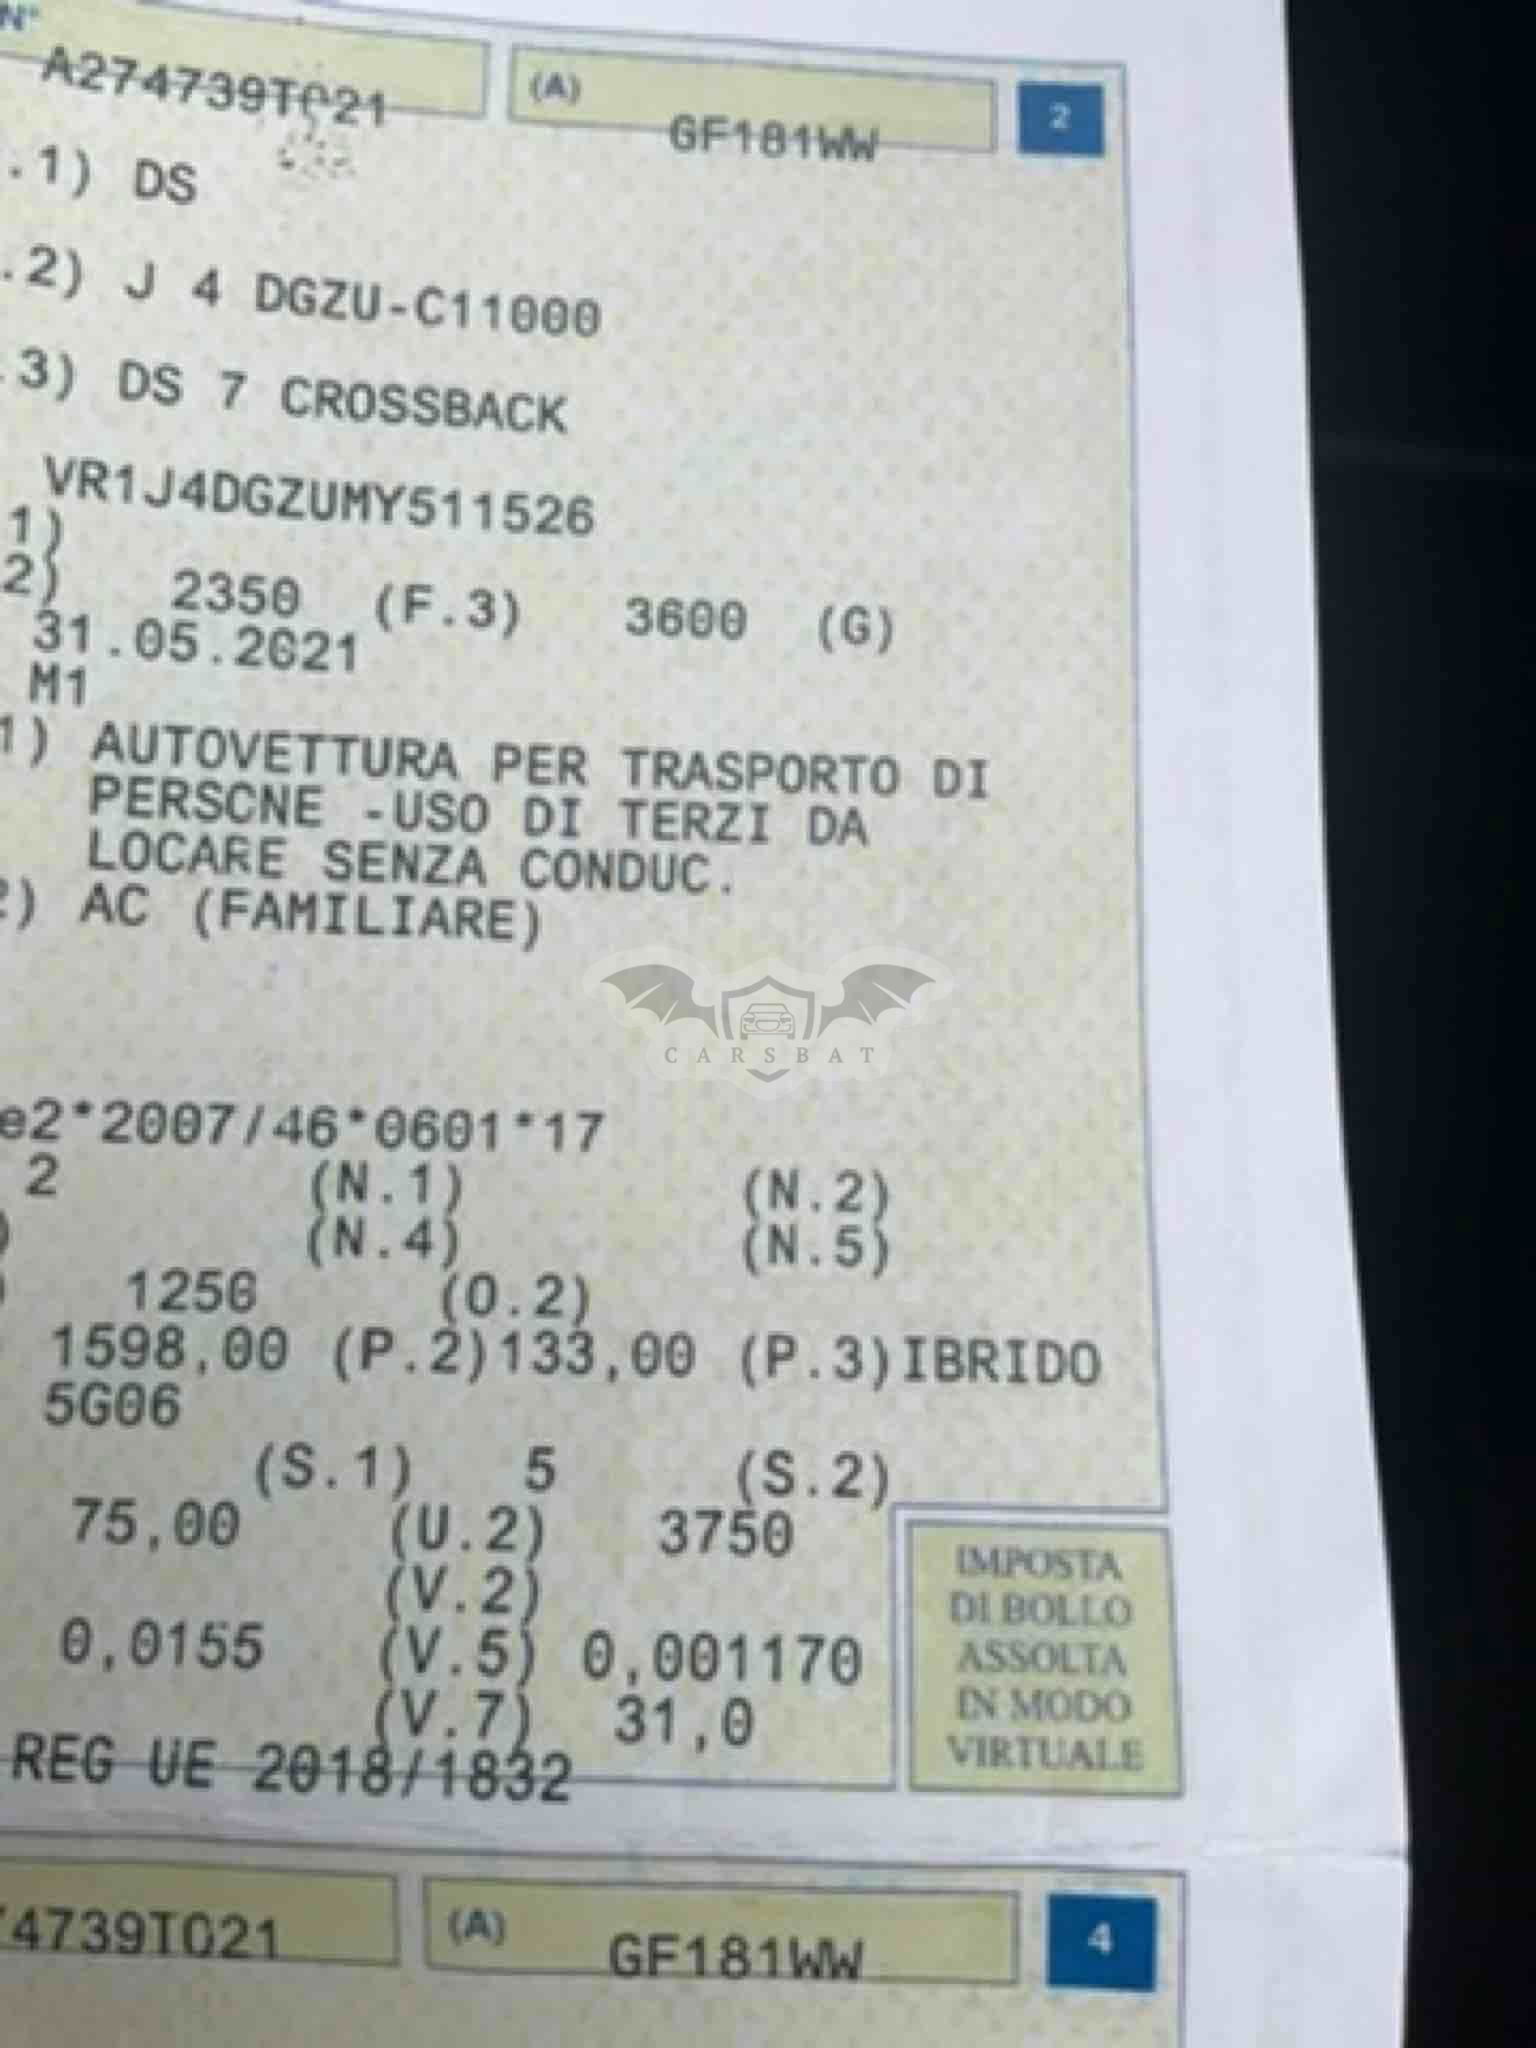 N°
A274739TO21 (A) GF181WW 2
.1) DS
.2) J 4 DGZU-C11000
.3) DS 7 CROSSBACK
VR1J4DGZUMY511526
1)
2) 2350 (F.3) 3600 (G)
31.05.2021
M1
1) AUTOVETTURA PER TRASPORTO DI
PERSONE -USO DI TERZI DA
LOCARE SENZA CONDUC.
2) AC (FAMILIARE)
CARSBAT
e2*2007/46*0601*17
2 (N.1) (N.2)
) (N.4) (N.5)
) 1250 (O.2)
1598,00 (P.2)133,00 (P.3)IBRIDO
5G06
(S.1) 5 (S.2)
75,00 (U.2) 3750
(V.2)
0,0155 (V.5) 0,001170
(V.7) 31,0
REG UE 2018/1832
IMPOSTA
DI BOLLO
ASSOLTA
IN MODO
VIRTUALE
4739TO21 (A) GF181WW 4